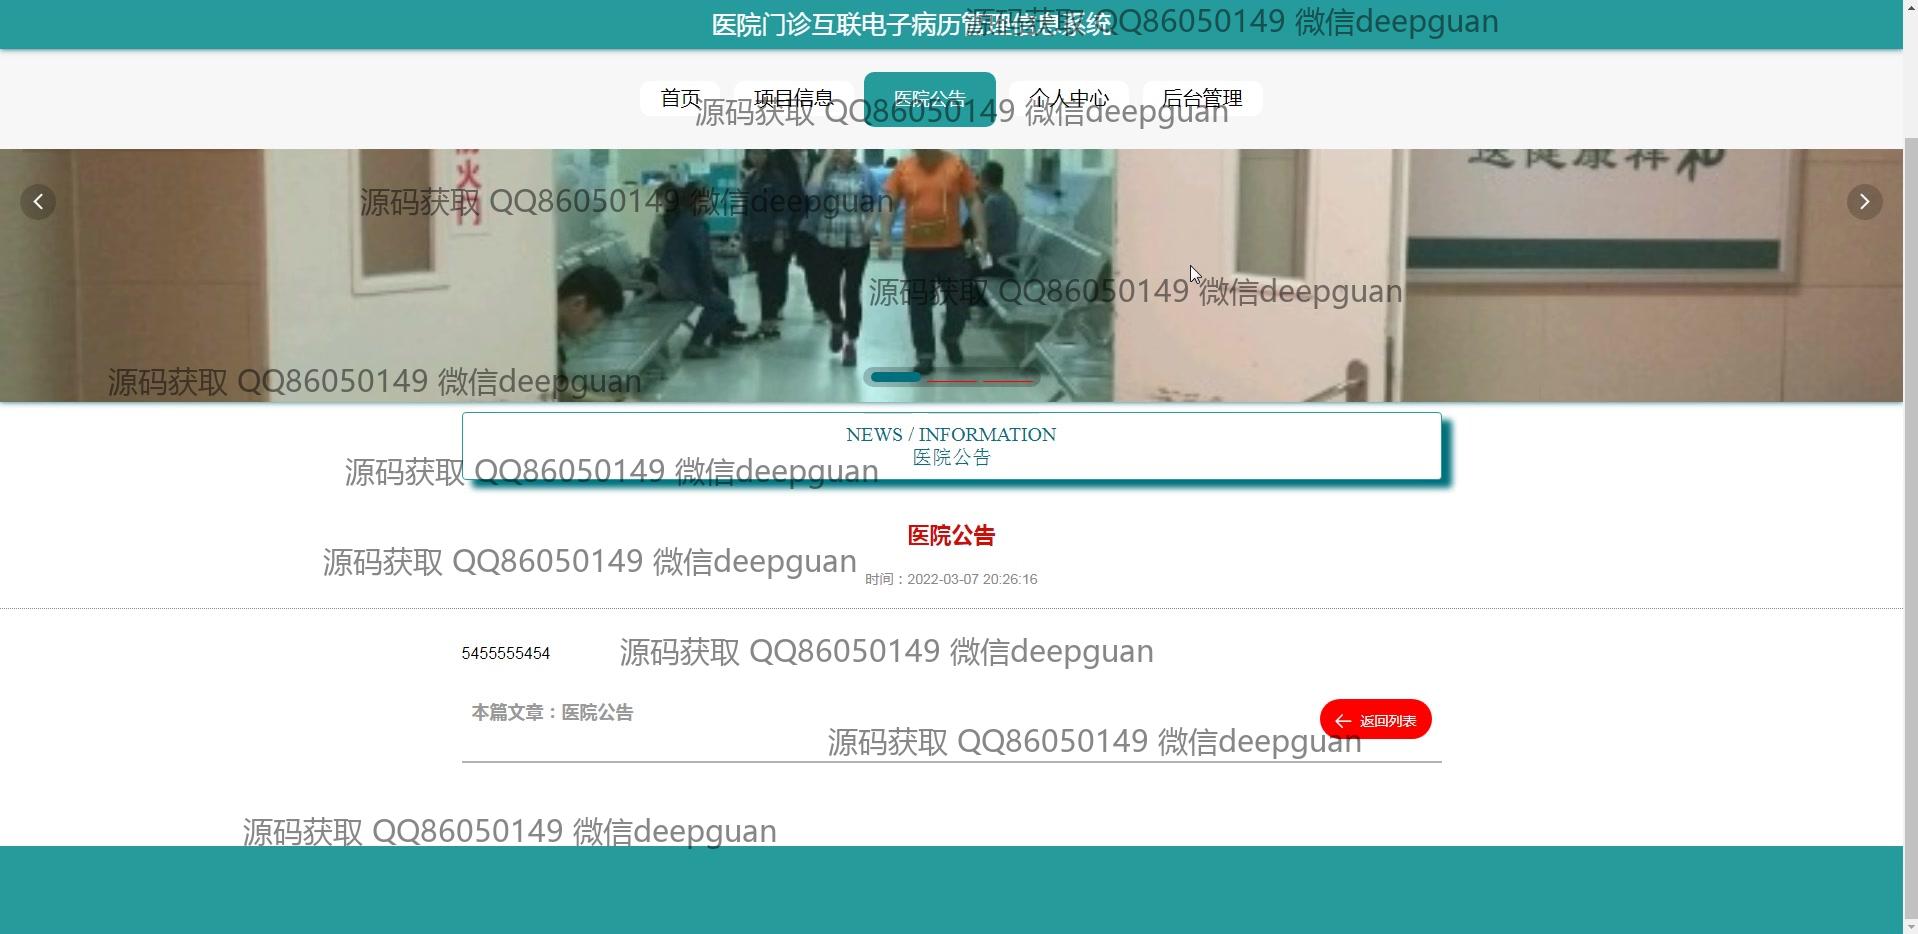 医院门诊互联电子病历管理信息系统
源码获取 QQ86050149 微信deepguan
首页
项目信息
医院公告
个人中心
后台管理
源码获取 QQ86050149 微信deepguan
火
门
送健康祥和
源码获取 QQ86050149 微信deepguan
源码获取 QQ86050149 微信deepguan
源码获取 QQ86050149 微信deepguan
NEWS / INFORMATION
医院公告
源码获取 QQ86050149 微信deepguan
医院公告
源码获取 QQ86050149 微信deepguan
时间：2022-03-07 20:26:16
5455555454
源码获取 QQ86050149 微信deepguan
本篇文章：医院公告
返回列表
源码获取 QQ86050149 微信deepguan
源码获取 QQ86050149 微信deepguan